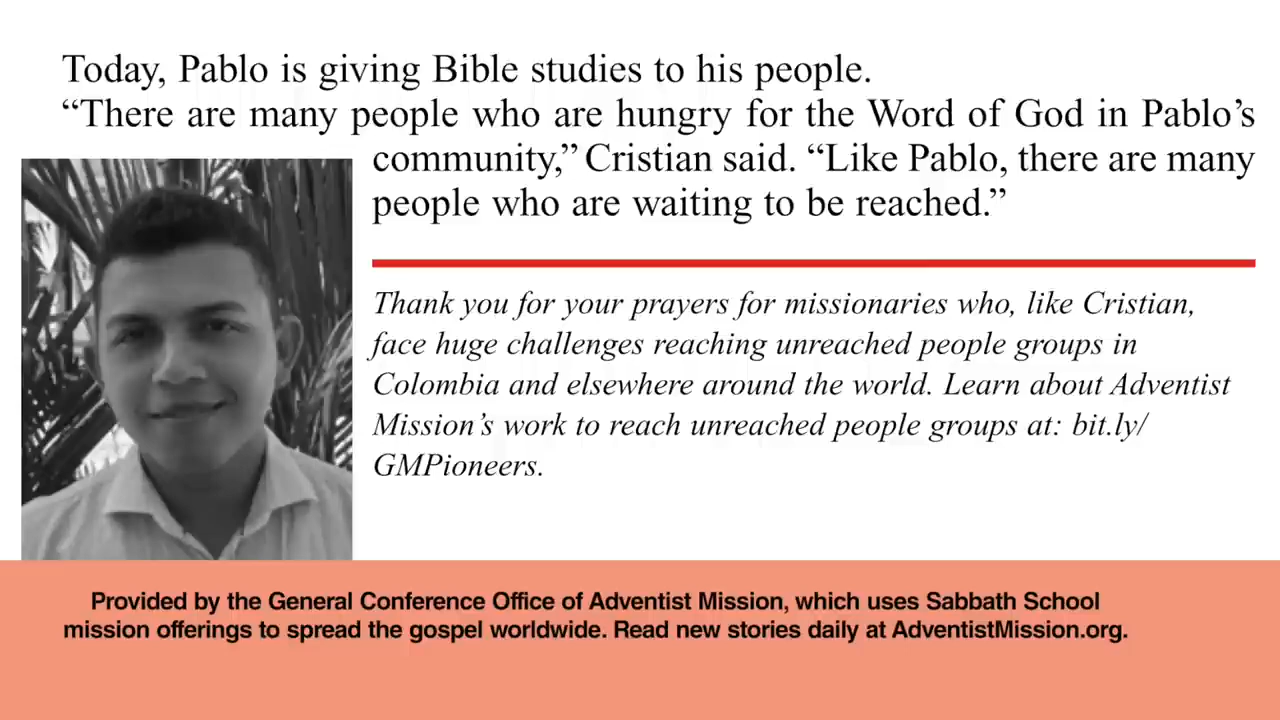 Today, Pablo is giving Bible studies to his people.
“There are many people who are hungry for the Word of God in Pablo’s
community,” Cristian said. “Like Pablo, there are many
people who are waiting to be reached.”
Thank you for your prayers for missionaries who, like Cristian,
face huge challenges reaching unreached people groups in
Colombia and elsewhere around the world. Learn about Adventist
Mission’s work to reach unreached people groups at: bit.ly/
GMPioneers.
Provided by the General Conference Office of Adventist Mission, which uses Sabbath School
mission offerings to spread the gospel worldwide. Read new stories daily at AdventistMission.org.